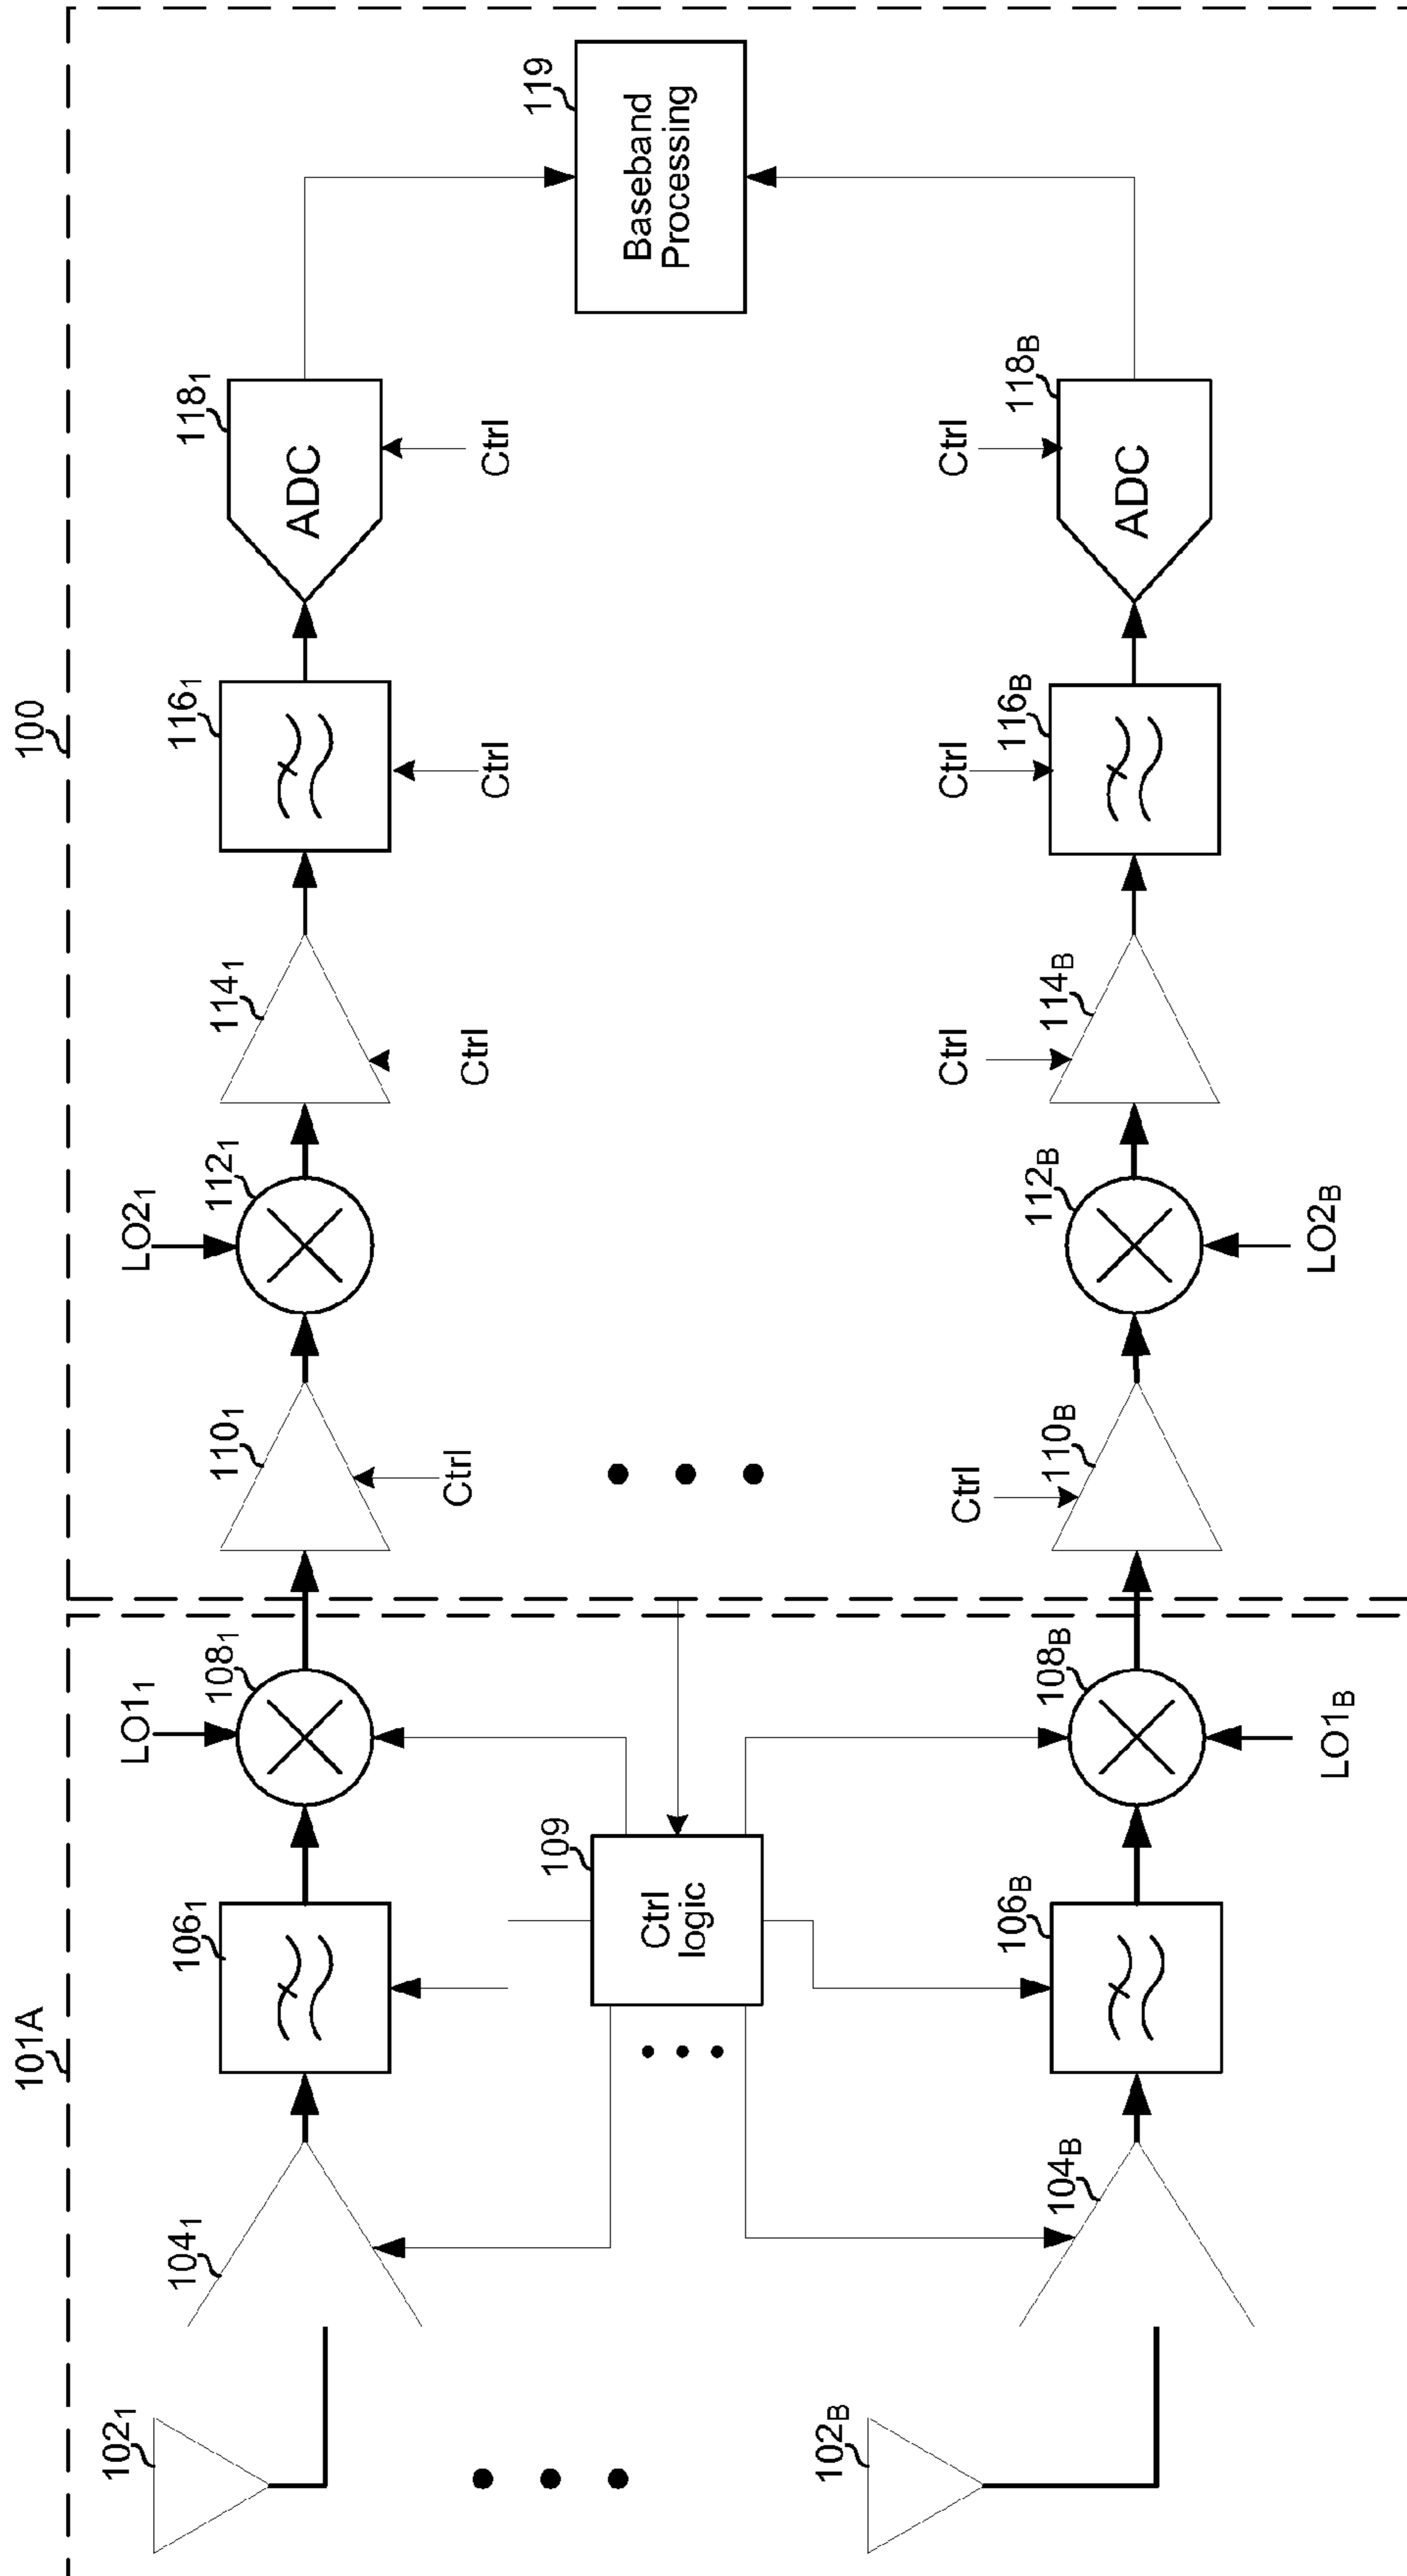 101A
100
102₁
104₁
106₁
LO1₁
108₁
110₁
Ctrl
LO2₁
112₁
114₁
Ctrl
116₁
Ctrl
118₁
ADC
Ctrl
109
Ctrl
logic
119
Baseband
Processing
102B
104B
106B
108B
LO1B
Ctrl
110B
112B
LO2B
Ctrl
114B
Ctrl
116B
Ctrl
118B
ADC